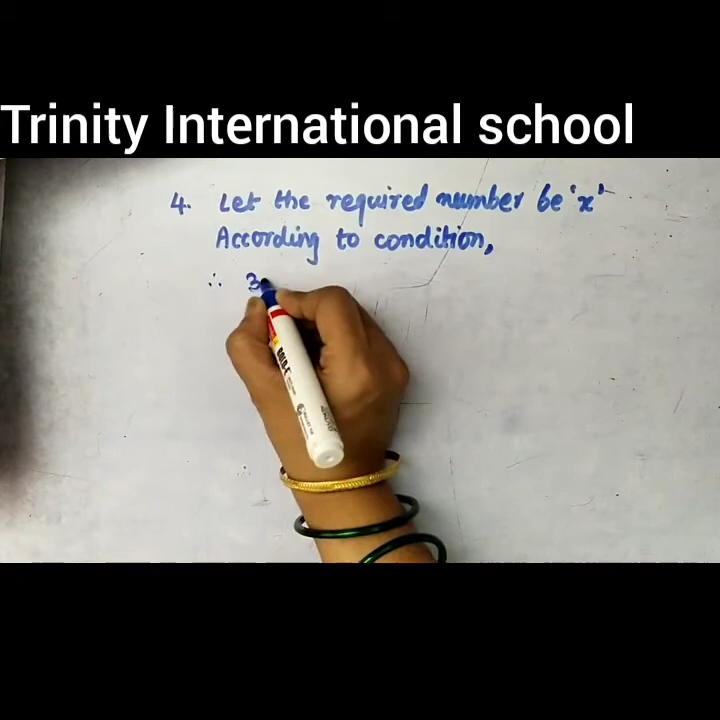 Trinity International school
4. Let the required number be 'x'
According to condition,
∴ 3